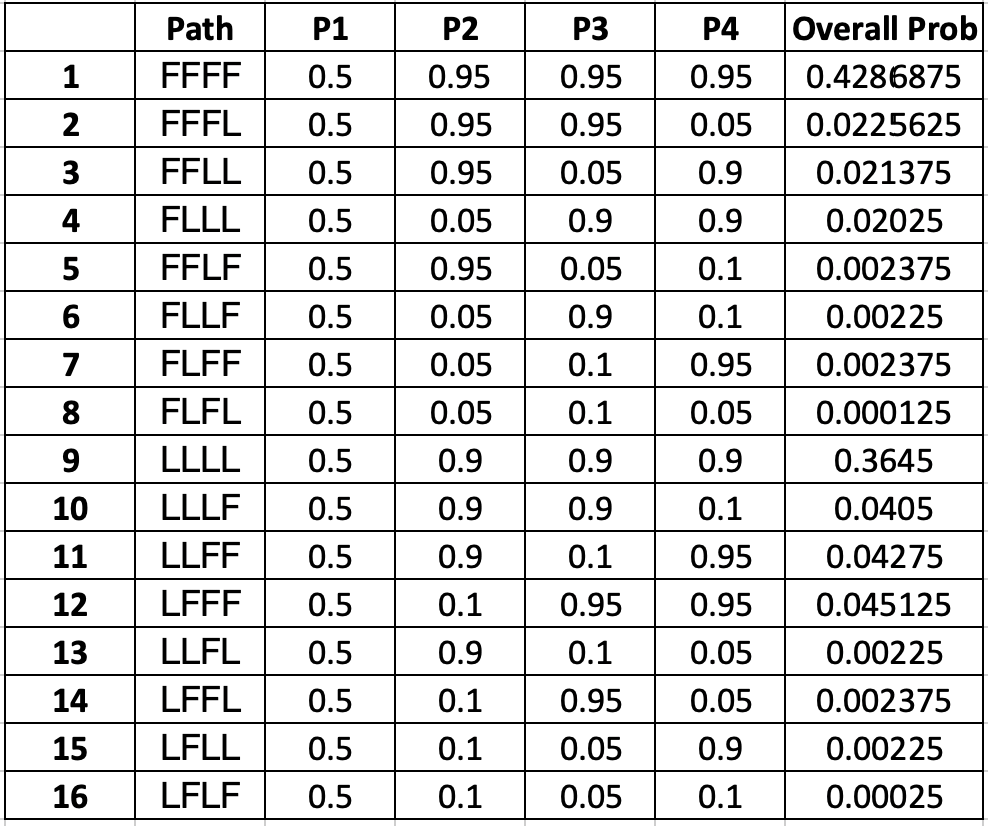 Path P1 P2 P3 P4 Overall Prob
1 FFFF 0.5 0.95 0.95 0.95 0.4286875
2 FFFL 0.5 0.95 0.95 0.05 0.0225625
3 FFLL 0.5 0.95 0.05 0.9 0.021375
4 FLLL 0.5 0.05 0.9 0.9 0.02025
5 FFLF 0.5 0.95 0.05 0.1 0.002375
6 FLLF 0.5 0.05 0.9 0.1 0.00225
7 FLFF 0.5 0.05 0.1 0.95 0.002375
8 FLFL 0.5 0.05 0.1 0.05 0.000125
9 LLLL 0.5 0.9 0.9 0.9 0.3645
10 LLLF 0.5 0.9 0.9 0.1 0.0405
11 LLFF 0.5 0.9 0.1 0.95 0.04275
12 LFFF 0.5 0.1 0.95 0.95 0.045125
13 LLFL 0.5 0.9 0.1 0.05 0.00225
14 LFFL 0.5 0.1 0.95 0.05 0.002375
15 LFLL 0.5 0.1 0.05 0.9 0.00225
16 LFLF 0.5 0.1 0.05 0.1 0.00025